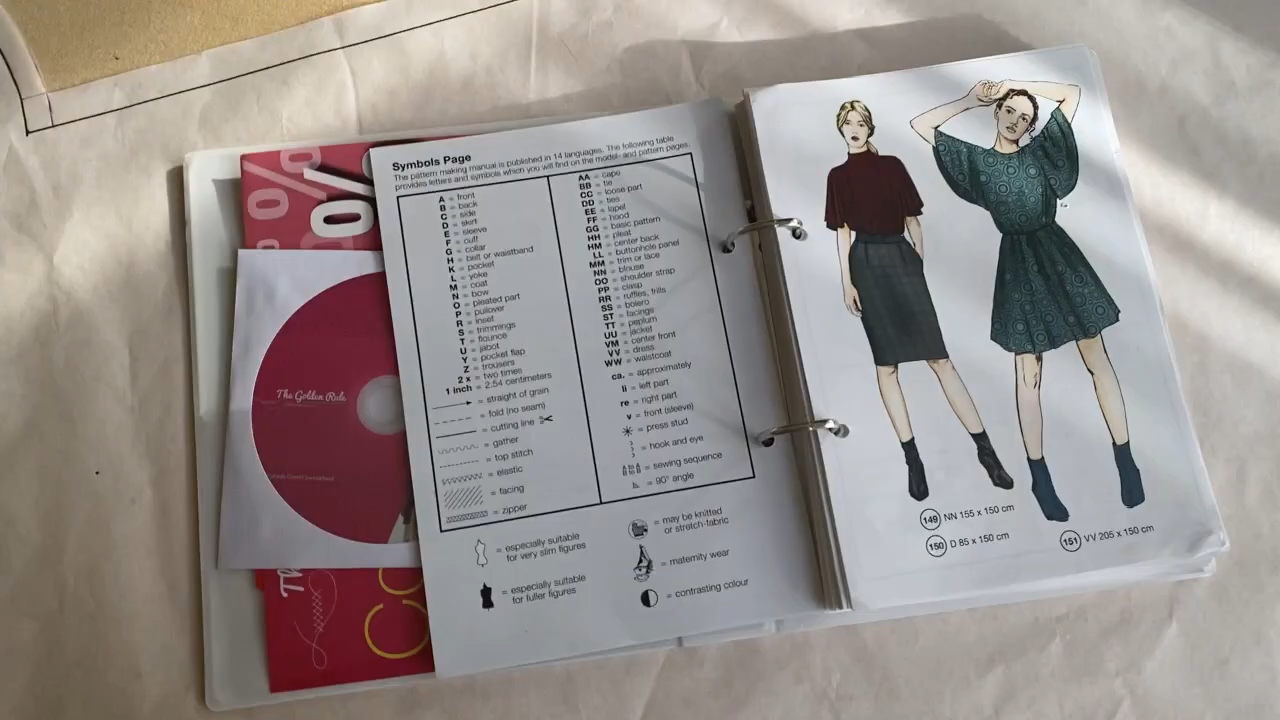 %
%
%
The Golden Rule
Th
CO
Symbols Page
The pattern making manual is published in 14 languages. The following table
provides letters and symbols which you will find on the model- and pattern pages.
A = front
B = back
C = side
D = skirt
E = sleeve
F = cuff
G = collar
H = belt or waistband
K = pocket
L = yoke
M = coat
N = bow
O = pleated part
P = pullover
R = inset
S = trimmings
T = flounce
U = jabot
Y = pocket flap
Z = trousers
2 x = two times
1 inch = 2.54 centimeters
= straight of grain
= fold (no seam)
= cutting line
= gather
= top stitch
= elastic
= facing
= zipper
AA = cape
BB = tie
CC = loose part
DD = ties
EE = lapel
FF = hood
GG = basic pattern
HH = pleat
HM = center back
LL = buttonhole panel
MM = trim or lace
NN = blouse
OO = shoulder strap
PP = clasp
RR = ruffles, frills
SS = bolero
ST = facings
TT = peplum
UU = jacket
VM = center front
VV = dress
WW = waistcoat
ca. = approximately
li = left part
re = right part
v = front (sleeve)
= press stud
= hook and eye
= sewing sequence
= 90° angle
= especially suitable
for very slim figures
= especially suitable
for fuller figures
= may be knitted
or stretch-fabric
= maternity wear
= contrasting colour
149 NN 155 x 150 cm
150 D 85 x 150 cm
151 VV 205 x 150 cm